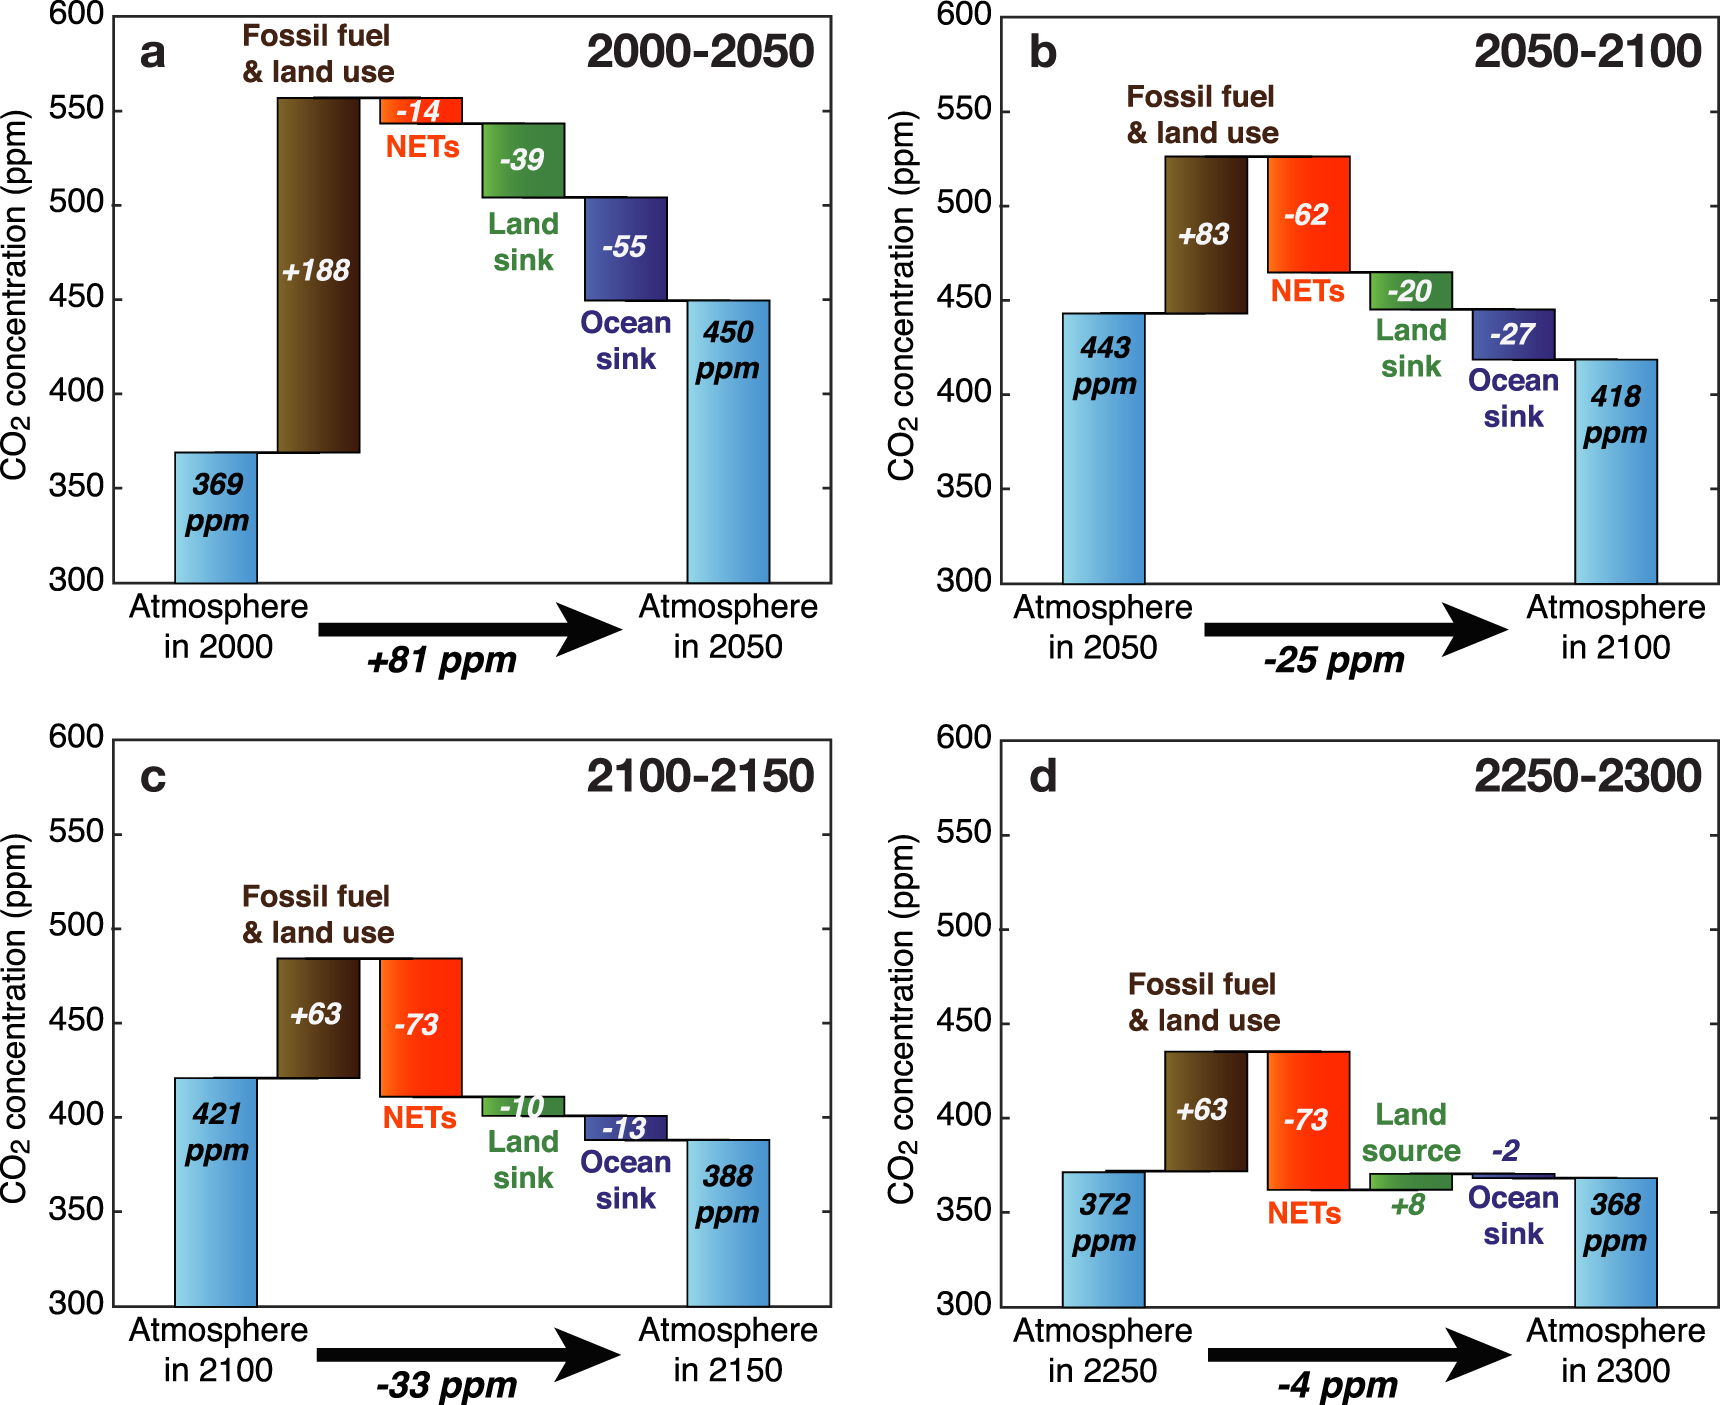 a
2000-2050
CO2 concentration (ppm)
600
550
500
450
400
350
300
Fossil fuel
& land use
+188
-14
NETs
-39
Land
sink
-55
Ocean
sink
369
ppm
450
ppm
Atmosphere
in 2000
+81 ppm
Atmosphere
in 2050
b
2050-2100
CO2 concentration (ppm)
600
550
500
450
400
350
300
Fossil fuel
& land use
+83
-62
NETs
-20
Land
sink
-27
Ocean
sink
443
ppm
418
ppm
Atmosphere
in 2050
-25 ppm
Atmosphere
in 2100
c
2100-2150
CO2 concentration (ppm)
600
550
500
450
400
350
300
Fossil fuel
& land use
+63
-73
NETs
-10
Land
sink
-13
Ocean
sink
421
ppm
388
ppm
Atmosphere
in 2100
-33 ppm
Atmosphere
in 2150
d
2250-2300
CO2 concentration (ppm)
600
550
500
450
400
350
300
Fossil fuel
& land use
+63
-73
NETs
Land
source
+8
-2
Ocean
sink
372
ppm
368
ppm
Atmosphere
in 2250
-4 ppm
Atmosphere
in 2300